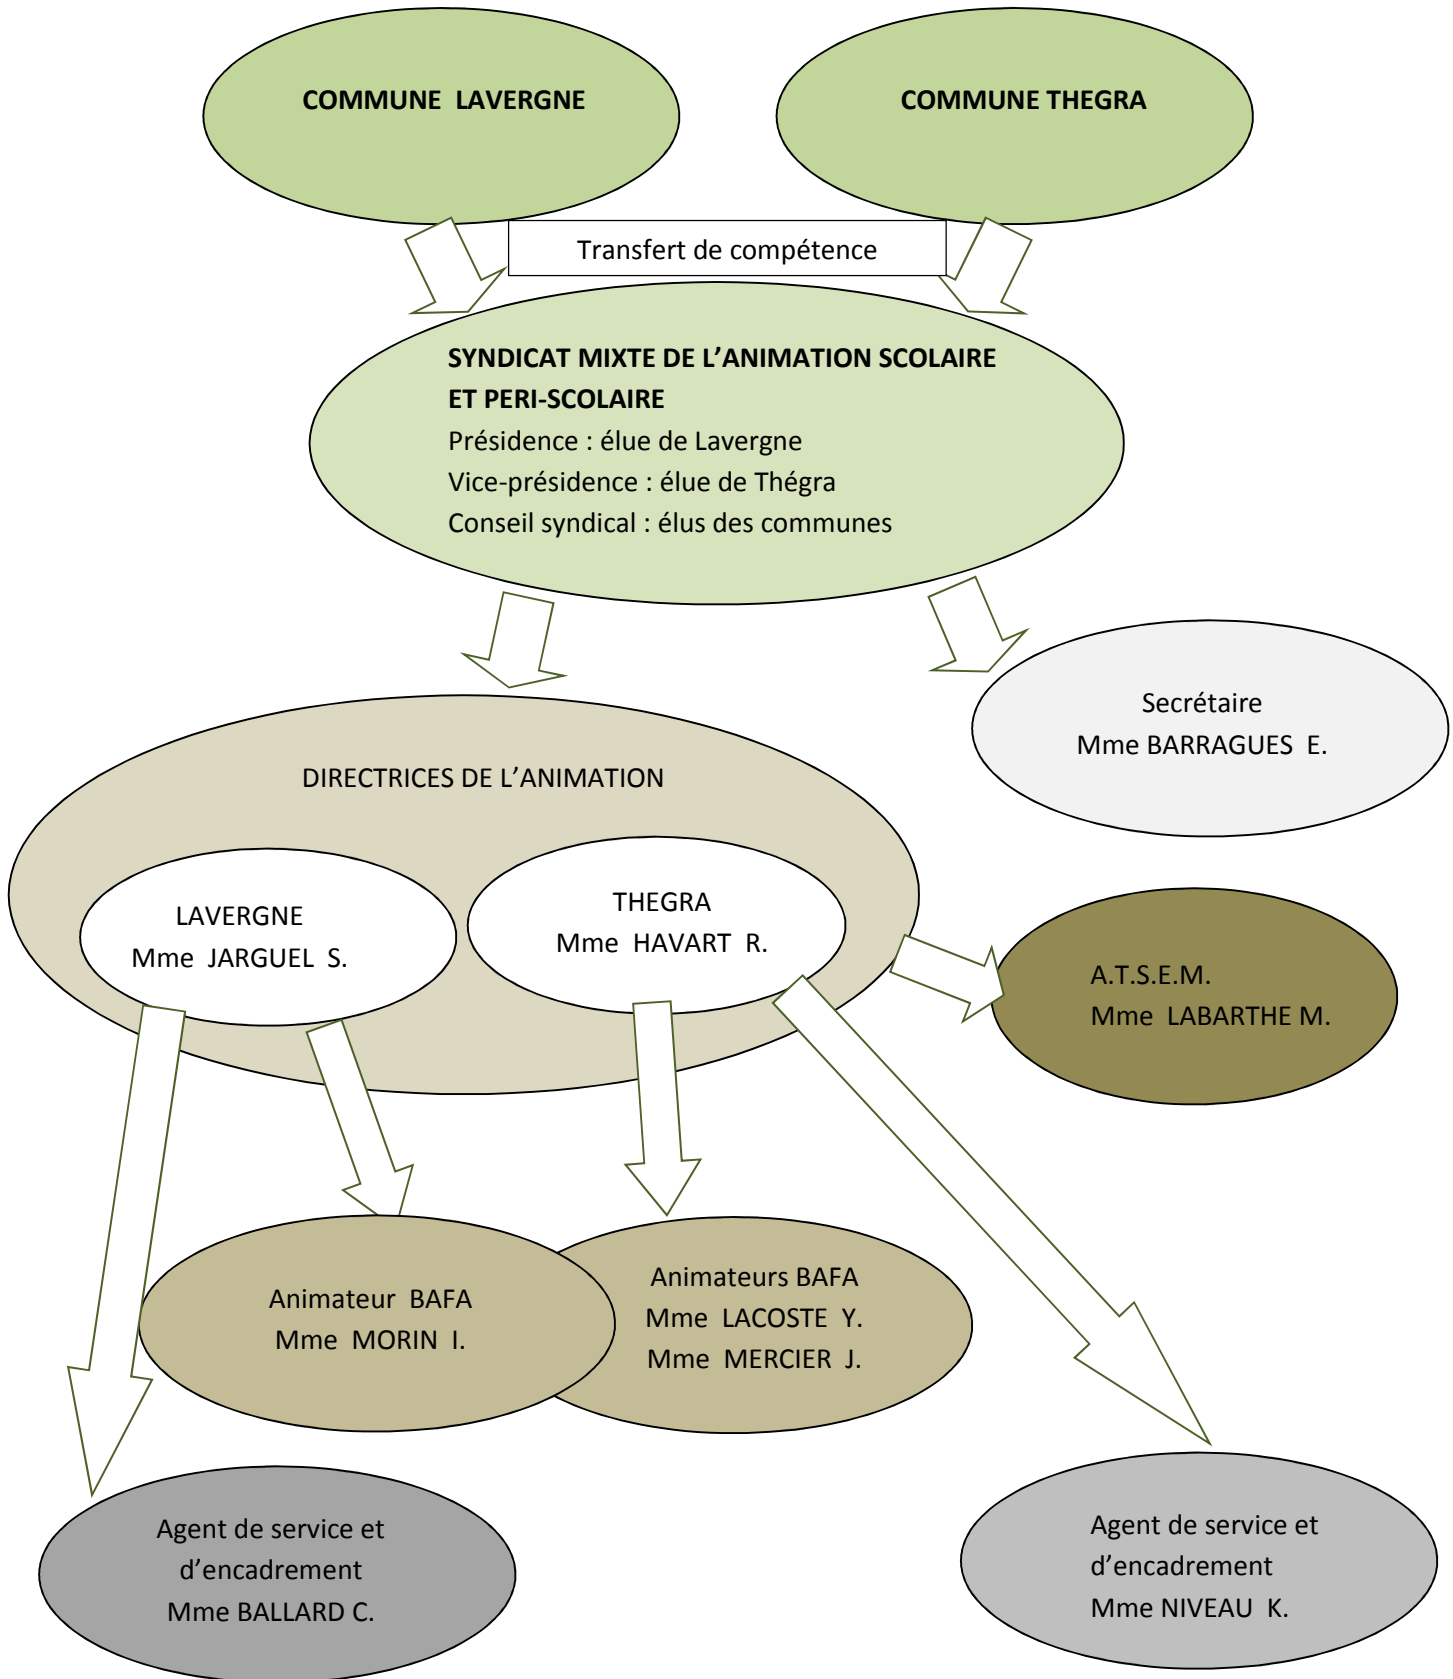 COMMUNE LAVERGNE
COMMUNE THEGRA
Transfert de compétence
SYNDICAT MIXTE DE L’ANIMATION SCOLAIRE
ET PERI-SCOLAIRE
Présidence : élue de Lavergne
Vice-présidence : élue de Thégra
Conseil syndical : élus des communes
Secrétaire
Mme BARRAGUES E.
DIRECTRICES DE L’ANIMATION
LAVERGNE
Mme JARGUEL S.
THEGRA
Mme HAVART R.
A.T.S.E.M.
Mme LABARTHE M.
Animateur BAFA
Mme MORIN I.
Animateurs BAFA
Mme LACOSTE Y.
Mme MERCIER J.
Agent de service et
d’encadrement
Mme BALLARD C.
Agent de service et
d’encadrement
Mme NIVEAU K.